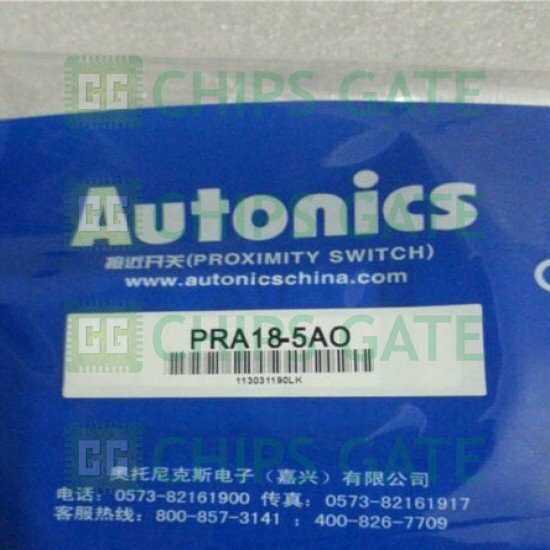 CHIPS GATE
Autonics
接近开关(PROXIMITY SWITCH)
www.autonicschina.com
PRA18-5AO
113031190LK
奥托尼克斯电子（嘉兴）有限公司
电话: 0573-82161900 传真: 0573-82161917
客服热线: 800-857-3141 ; 400-826-7709